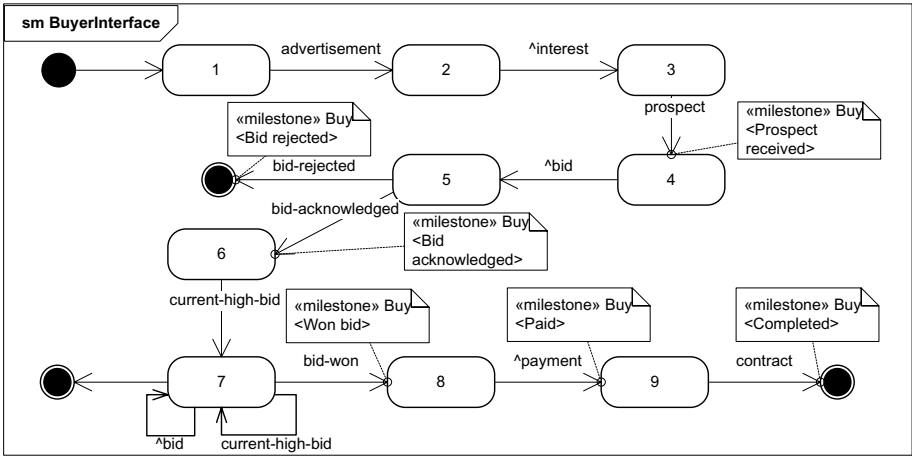 sm BuyerInterface
advertisement
^interest
1
2
3
prospect
«milestone» Buy
<Bid rejected>
«milestone» Buy
<Prospect
received>
bid-rejected
^bid
5
4
bid-acknowledged
«milestone» Buy
<Bid
acknowledged>
6
current-high-bid
«milestone» Buy
<Won bid>
«milestone» Buy
<Paid>
«milestone» Buy
<Completed>
bid-won
^payment
contract
7
8
9
^bid
current-high-bid